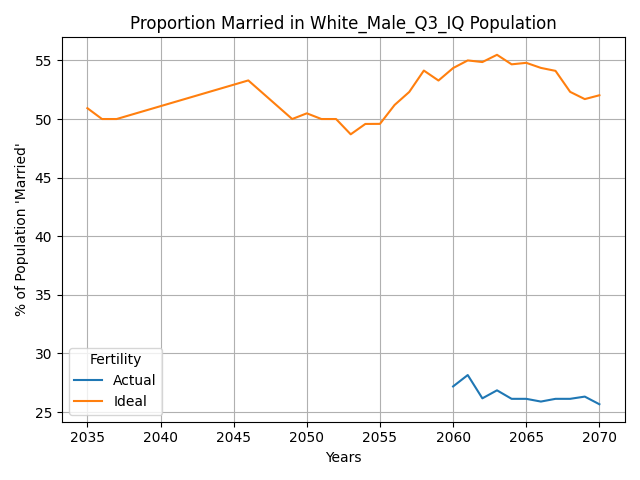 Proportion Married in White_Male_Q3_IQ Population
% of Population 'Married'
55
50
45
40
35
30
25
Fertility
Actual
Ideal
2035 2040 2045 2050 2055 2060 2065 2070
Years